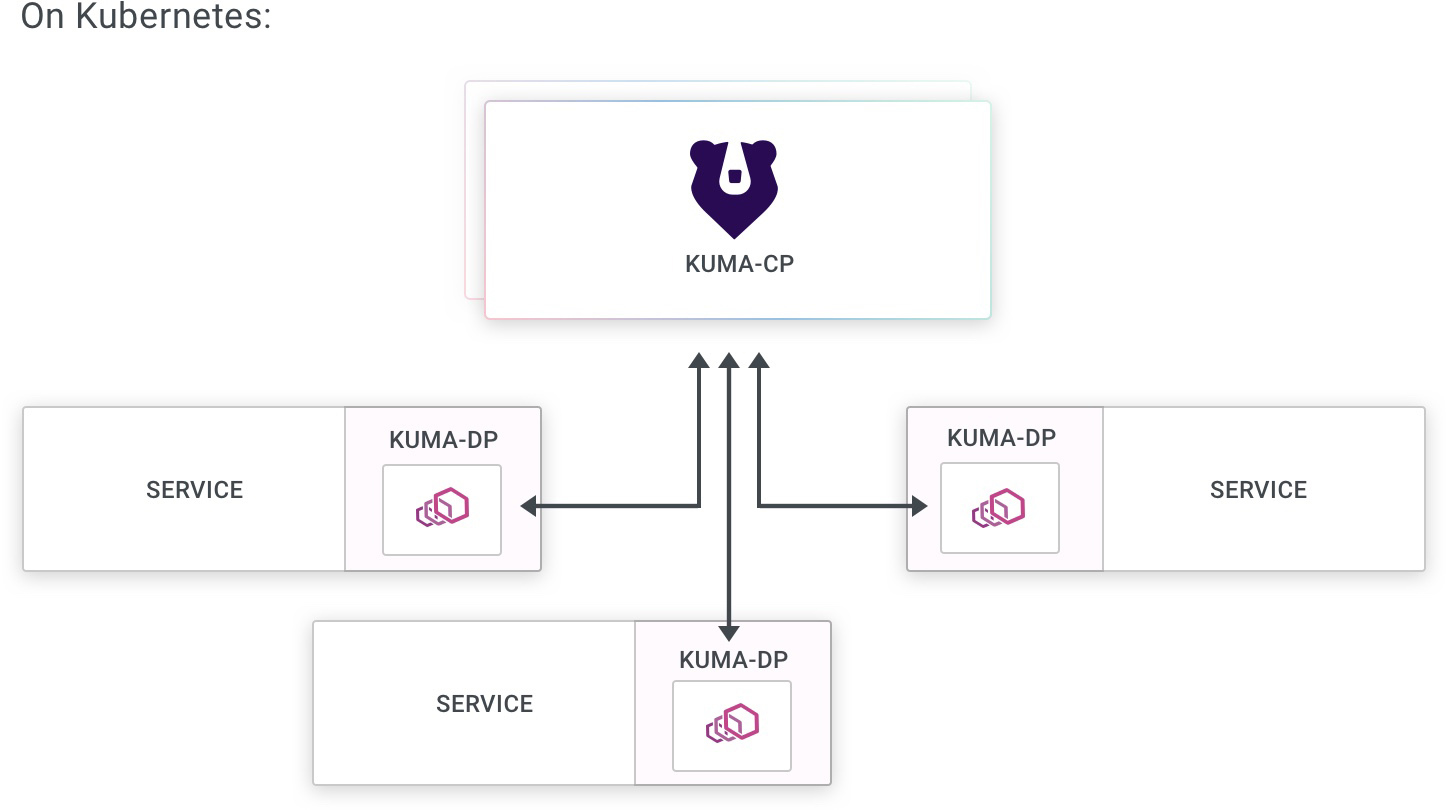 On Kubernetes:
KUMA-CP
KUMA-DP
SERVICE
KUMA-DP
SERVICE
KUMA-DP
SERVICE